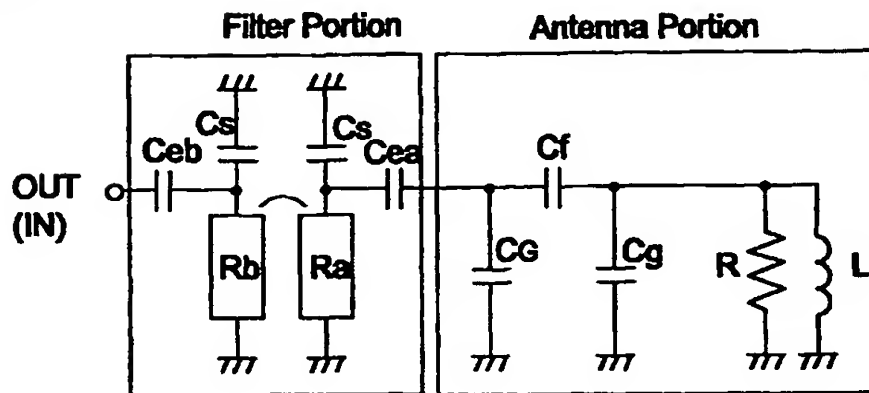 Filter Portion
Antenna Portion
Cs
Cs
Ceb
Cea
Cf
OUT
(IN)
CG
Cg
Rb
Ra
R
L